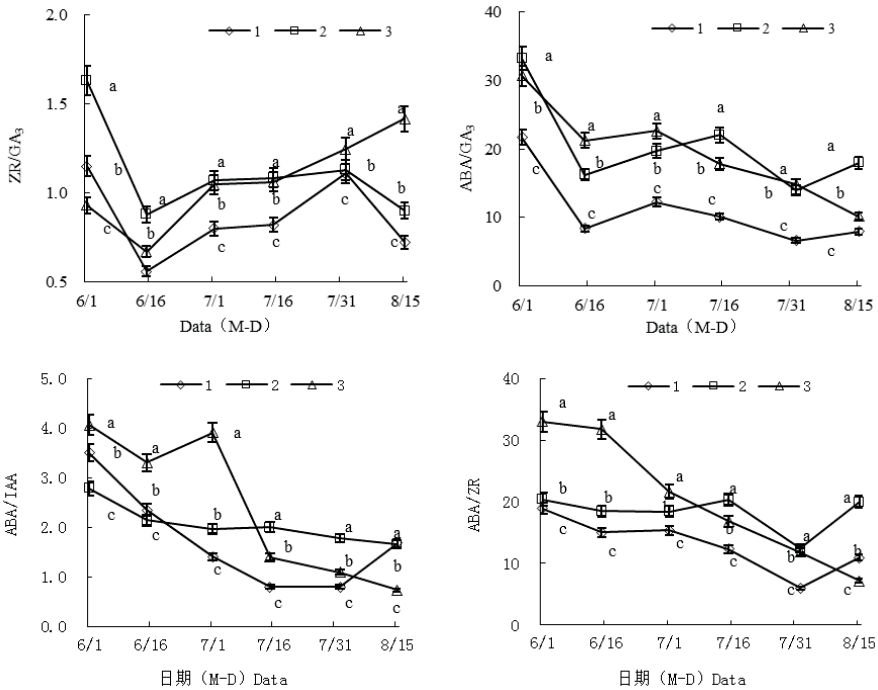 2.0
1 2 3
1.5
1.0
0.5
ZR/GA3
a
b
c
a
b
c
a
b
c
a
b
c
a
b
c
a
b
c
6/1 6/16 7/1 7/16 7/31 8/15
Data（M-D）
40
1 2 3
30
20
10
0
ABA/GA3
a
b
c
a
b
c
a
b
c
a
b
c
a
b
c
a
b
c
6/1 6/16 7/1 7/16 7/31 8/15
Data（M-D）
5.0
1 2 3
4.0
3.0
2.0
1.0
0.0
ABA/IAA
a
b
c
a
b
c
a
b
c
a
b
c
a
b
c
a
b
c
6/1 6/16 7/1 7/16 7/31 8/15
日期（M-D）Data
40
1 2 3
30
20
10
0
ABA/ZR
a
b
c
a
b
c
a
b
c
a
b
c
a
b
c
a
b
c
6/1 6/16 7/1 7/16 7/31 8/15
日期（M-D）Data